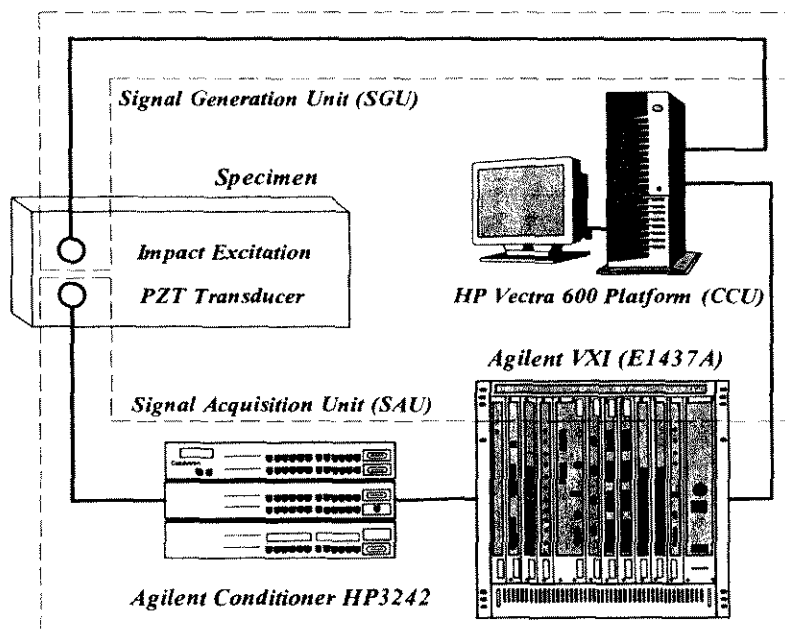 Signal Generation Unit (SGU)
Specimen
Impact Excitation
PZT Transducer
HP Vectra 600 Platform (CCU)
Agilent VXI (E1437A)
Signal Acquisition Unit (SAU)
Agilent Conditioner HP3242